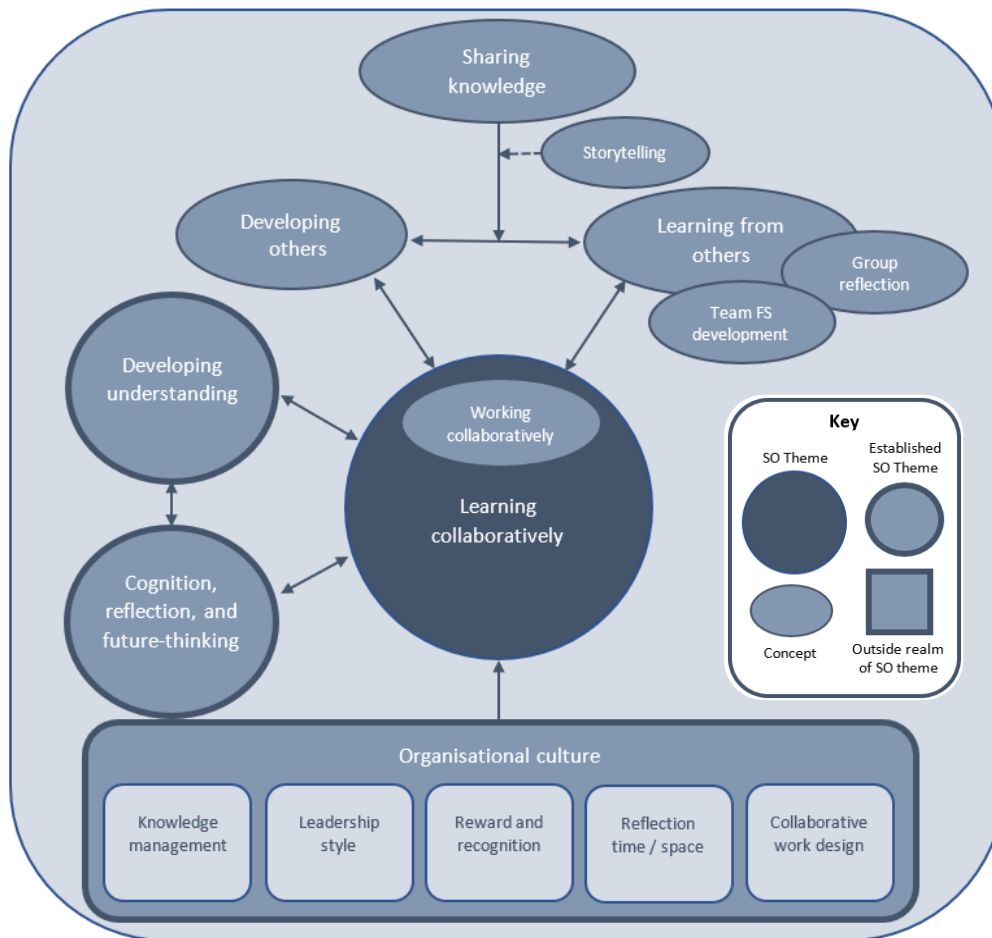 Sharing
knowledge
Storytelling
Developing
others
Learning from
others
Group
reflection
Team FS
development
Developing
understanding
Working
collaboratively
Learning
collaboratively
Cognition,
reflection, and
future-thinking
Key
SO Theme
Established
SO Theme
Concept
Outside realm
of SO theme
Organisational culture
Knowledge
management
Leadership
style
Reward and
recognition
Reflection
time / space
Collaborative
work design